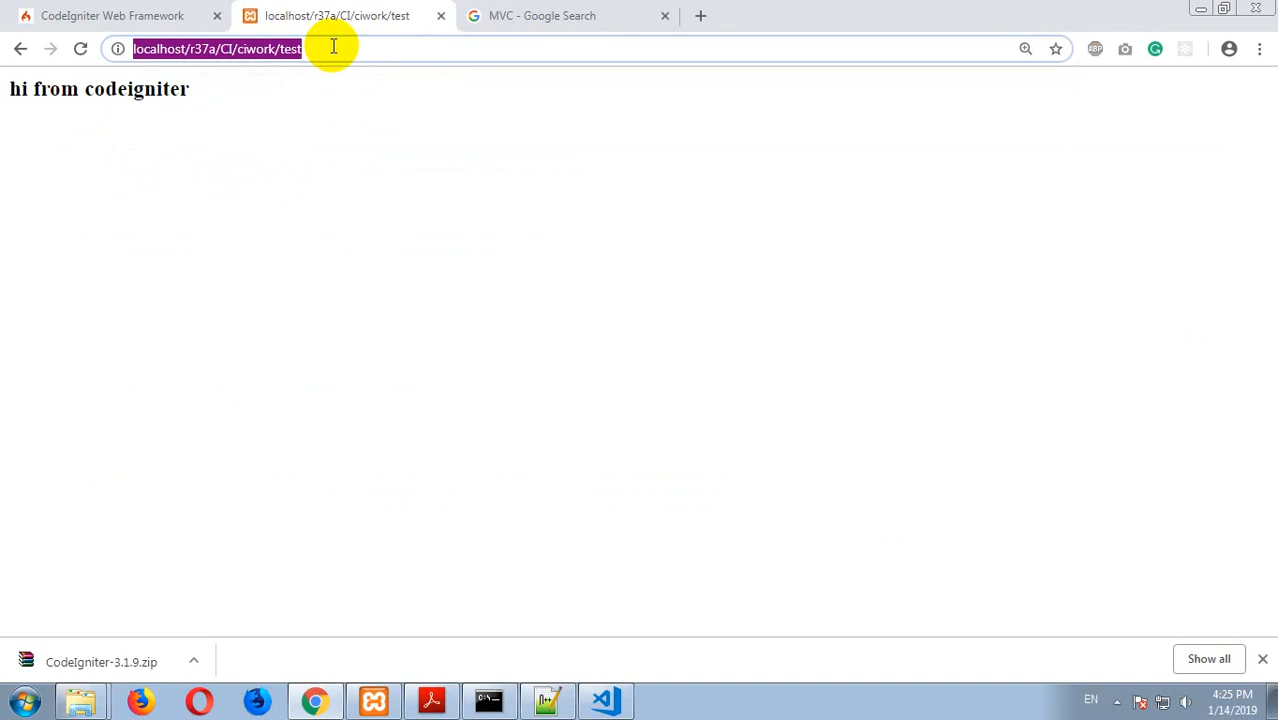 CodeIgniter Web Framework
localhost/r37a/CI/ciwork/test
MVC - Google Search
localhost/r37a/CI/ciwork/test
ABP
hi from codeigniter
CodeIgniter-3.1.9.zip
Show all
EN
4:25 PM
1/14/2019